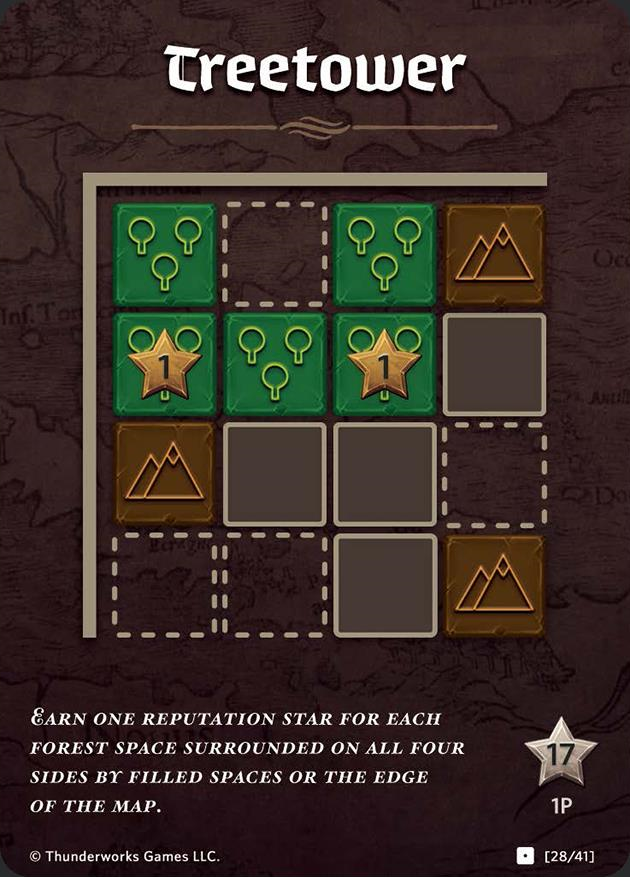 Treetower
1
1
Earn one reputation star for each
forest space surrounded on all four
sides by filled spaces or the edge
of the map.
17
1P
© Thunderworks Games LLC.
[28/41]